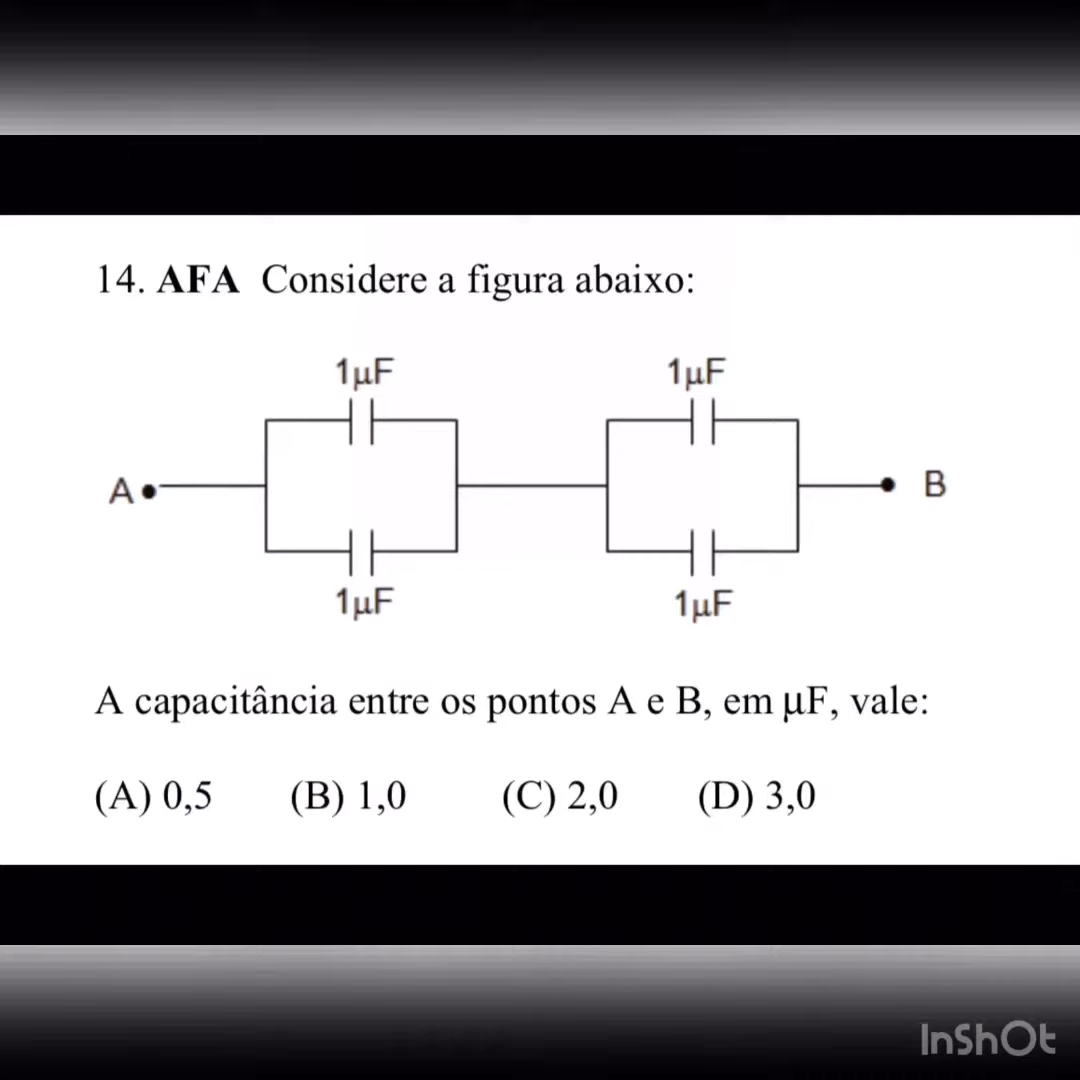 14. AFA Considere a figura abaixo:
1µF 1µF
A B
1µF 1µF
A capacitância entre os pontos A e B, em µF, vale:
(A) 0,5 (B) 1,0 (C) 2,0 (D) 3,0
InShOt